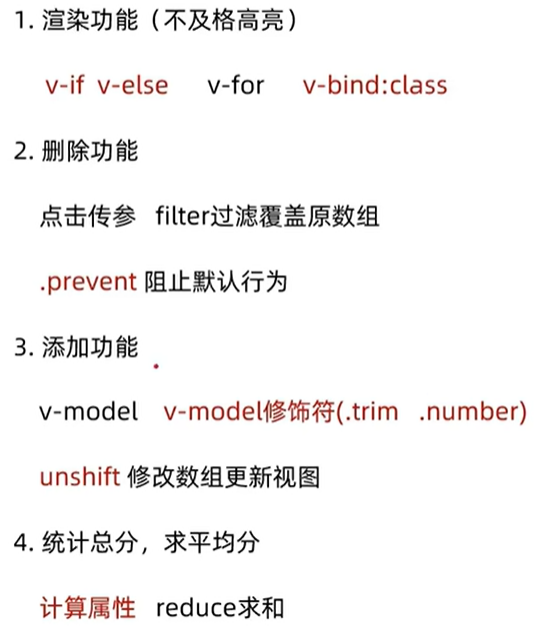 1. 渲染功能（不及格高亮）
v-if v-else v-for v-bind:class
2. 删除功能
点击传参 filter过滤覆盖原数组
.prevent 阻止默认行为
3. 添加功能
v-model v-model修饰符(.trim .number)
unshift 修改数组更新视图
4. 统计总分，求平均分
计算属性 reduce求和